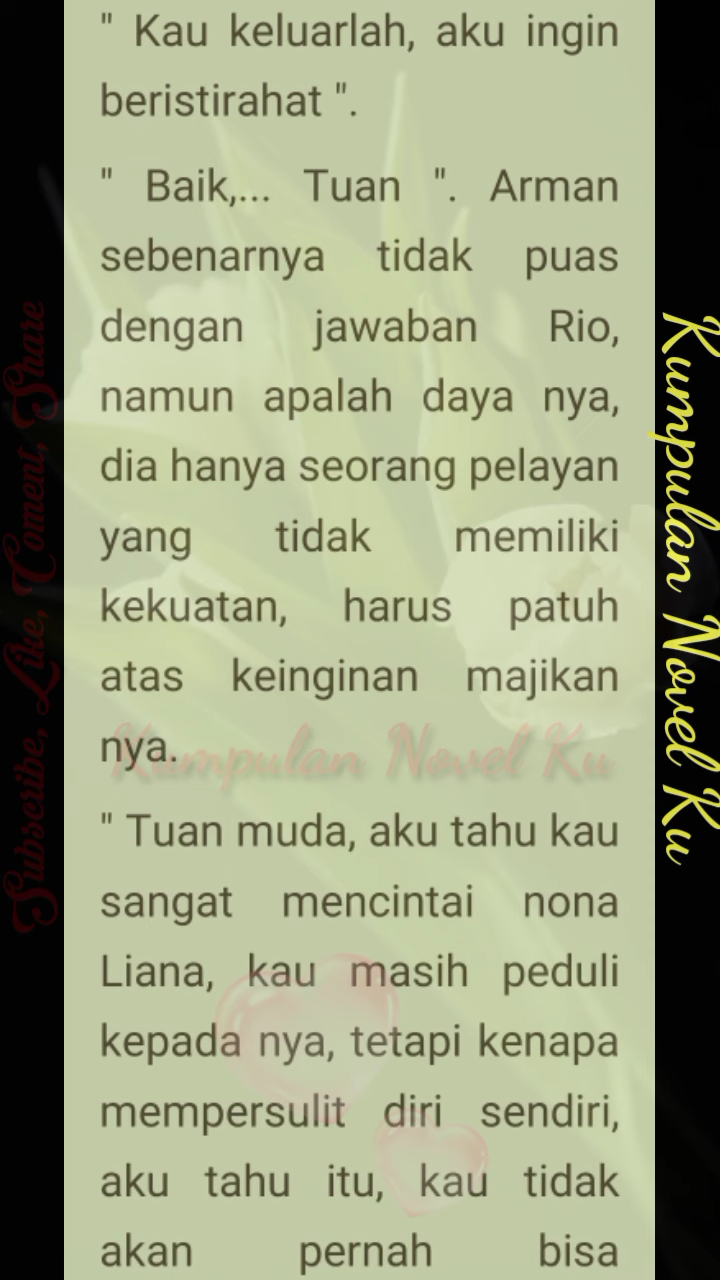 " Kau keluarlah, aku ingin
beristirahat ".
" Baik,... Tuan ". Arman
sebenarnya tidak puas
dengan jawaban Rio,
namun apalah daya nya,
dia hanya seorang pelayan
yang tidak memiliki
kekuatan, harus patuh
atas keinginan majikan
nya.
Kumpulan Novel Ku
" Tuan muda, aku tahu kau
sangat mencintai nona
Liana, kau masih peduli
kepada nya, tetapi kenapa
mempersulit diri sendiri,
aku tahu itu, kau tidak
akan pernah bisa
Subscribe, Like, Coment, Share
Kumpulan Novel Ku